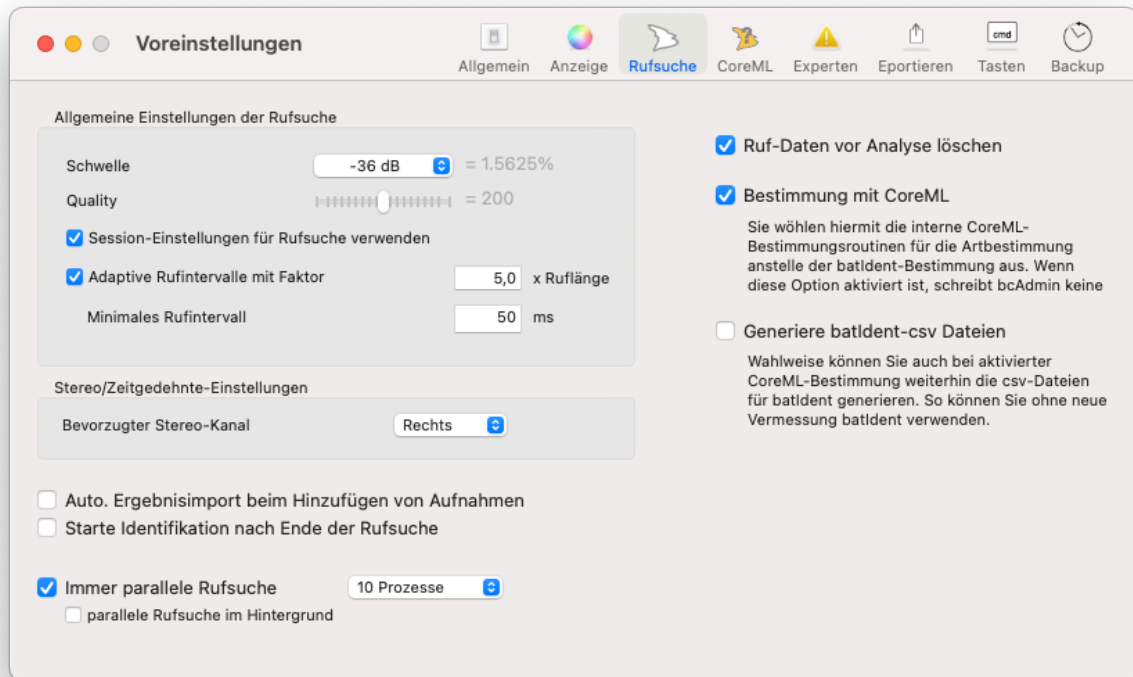 Voreinstellungen
Allgemein Anzeige Rufsuche CoreML Experten Eportieren Tasten Backup
cmd
Allgemeine Einstellungen der Rufsuche
Schwelle -36 dB = 1.5625%
Quality = 200
Session-Einstellungen für Rufsuche verwenden
Adaptive Rufintervalle mit Faktor 5,0 x Ruflänge
Minimales Rufintervall 50 ms
Stereo/Zeitgedehnte-Einstellungen
Bevorzugter Stereo-Kanal Rechts
Auto. Ergebnisimport beim Hinzufügen von Aufnahmen
Starte Identifikation nach Ende der Rufsuche
Immer parallele Rufsuche 10 Prozesse
parallele Rufsuche im Hintergrund
Ruf-Daten vor Analyse löschen
Bestimmung mit CoreML
Sie wöhlen hiermit die interne CoreML-
Bestimmungsroutinen für die Artbestimmung
anstelle der batIdent-Bestimmung aus. Wenn
diese Option aktiviert ist, schreibt bcAdmin keine
Generiere batIdent-csv Dateien
Wahlweise können Sie auch bei aktivierter
CoreML-Bestimmung weiterhin die csv-Dateien
für batIdent generieren. So können Sie ohne neue
Vermessung batIdent verwenden.